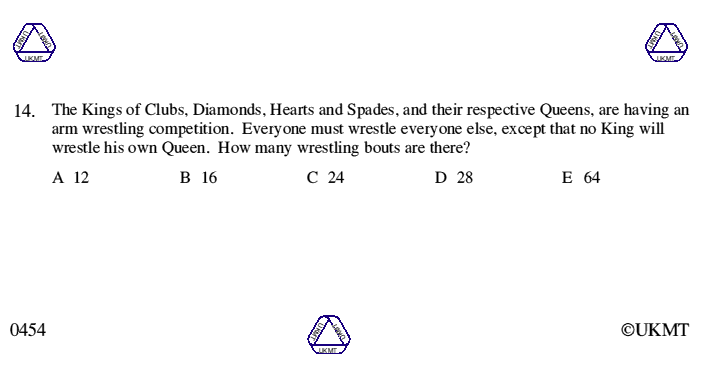 UKMT UKMT UKMT
UKMT UKMT UKMT
14. The Kings of Clubs, Diamonds, Hearts and Spades, and their respective Queens, are having an
arm wrestling competition. Everyone must wrestle everyone else, except that no King will
wrestle his own Queen. How many wrestling bouts are there?
A 12 B 16 C 24 D 28 E 64
0454
UKMT UKMT UKMT
©UKMT